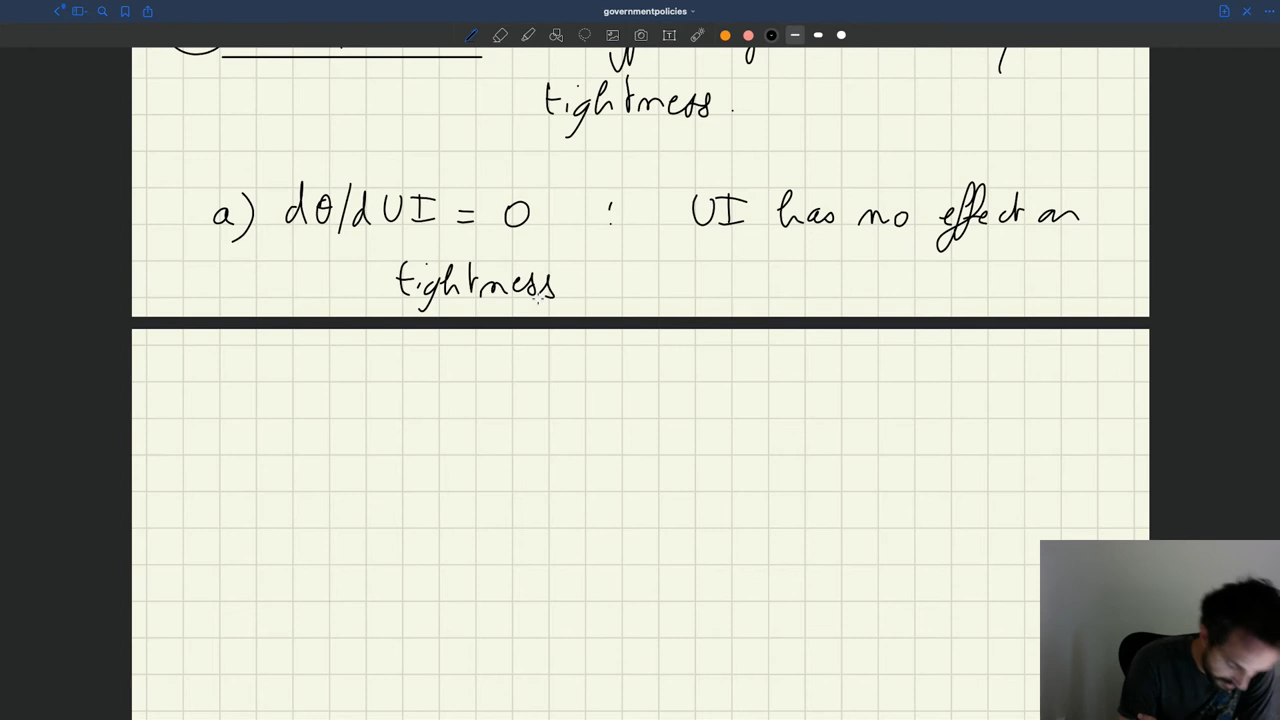 governmentpolicies
tightness.
a) dθ/dUI = 0 : UI has no effect on
tightness